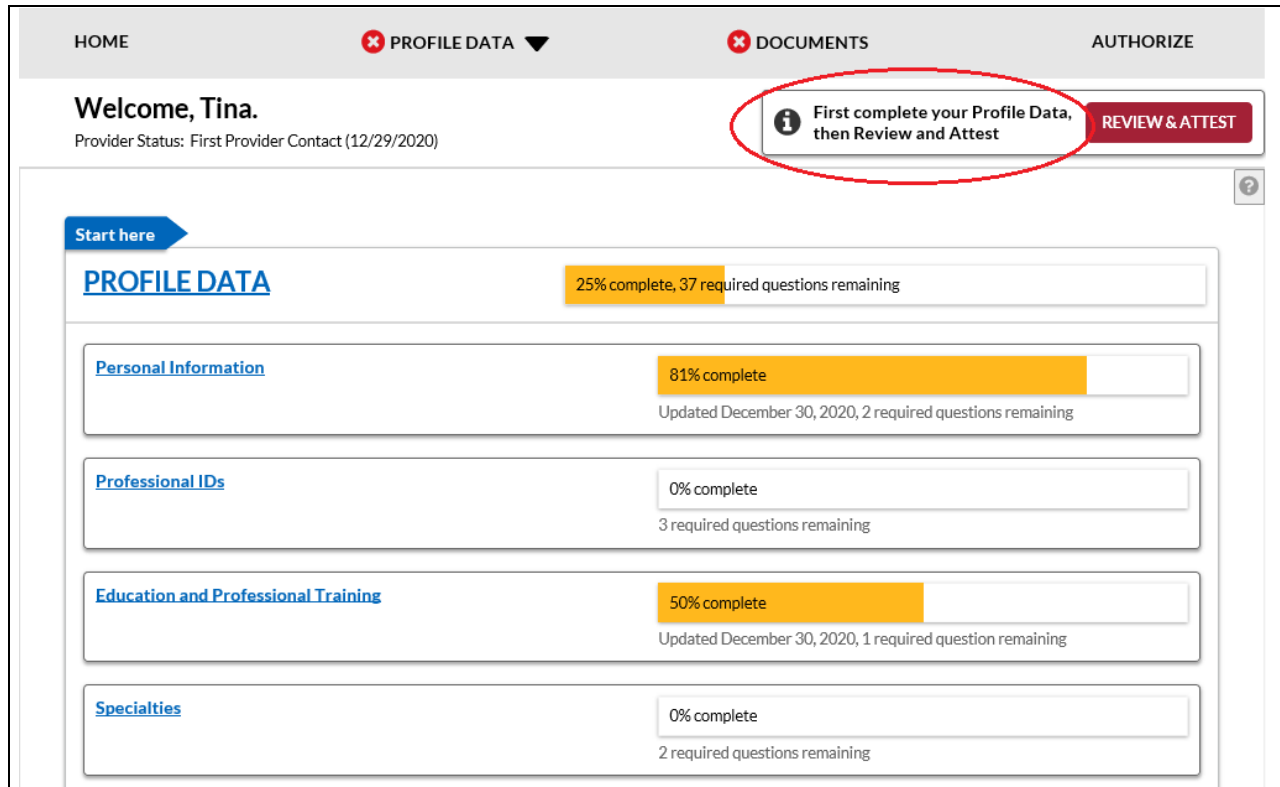 HOME
PROFILE DATA
DOCUMENTS
AUTHORIZE
Welcome, Tina.
Provider Status: First Provider Contact (12/29/2020)
First complete your Profile Data,
then Review and Attest
REVIEW & ATTEST
Start here
PROFILE DATA
25% complete, 37 required questions remaining
Personal Information
81% complete
Updated December 30, 2020, 2 required questions remaining
Professional IDs
0% complete
3 required questions remaining
Education and Professional Training
50% complete
Updated December 30, 2020, 1 required question remaining
Specialties
0% complete
2 required questions remaining